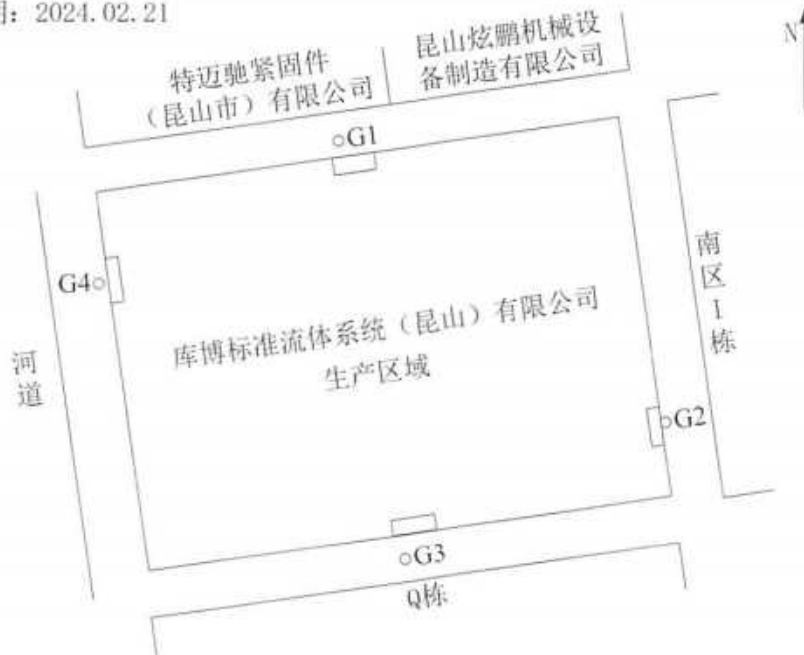 : 2024.02.21
N
特迈驰紧固件
（昆山市）有限公司
昆山炫鹏机械设
备制造有限公司
G1
G4
南区I栋
库博标准流体系统（昆山）有限公司
生产区域
河道
G2
G3
Q栋